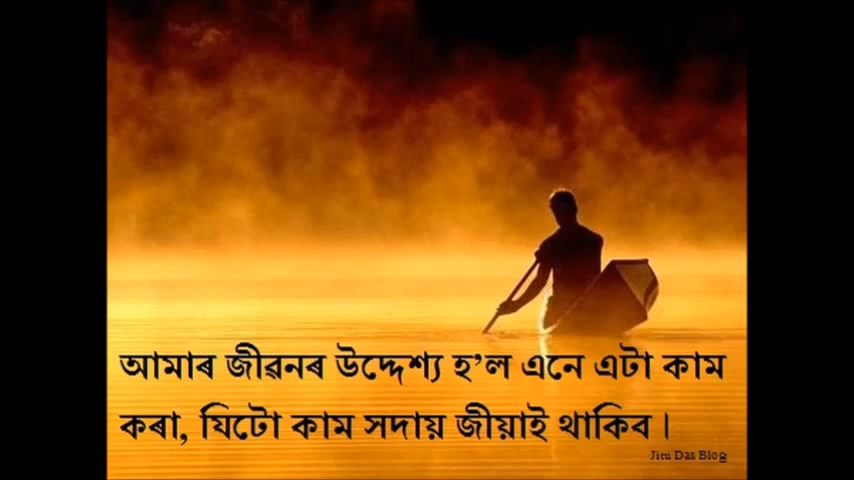 আমাৰ জীৱনৰ উদ্দেশ্য হ’ল এনে এটা কাম
কৰা, যিটো কাম সদায় জীয়াই থাকিব।
Jitu Das Blog